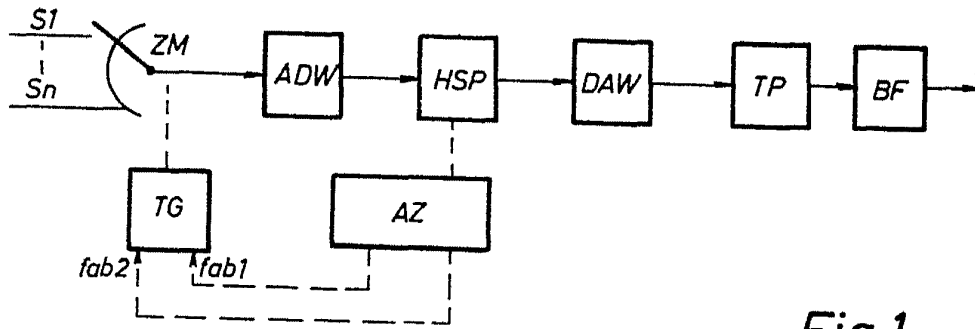 S1
ZM
Sn
ADW
HSP
DAW
TP
BF
TG
AZ
fab2
fab1
Fig.1